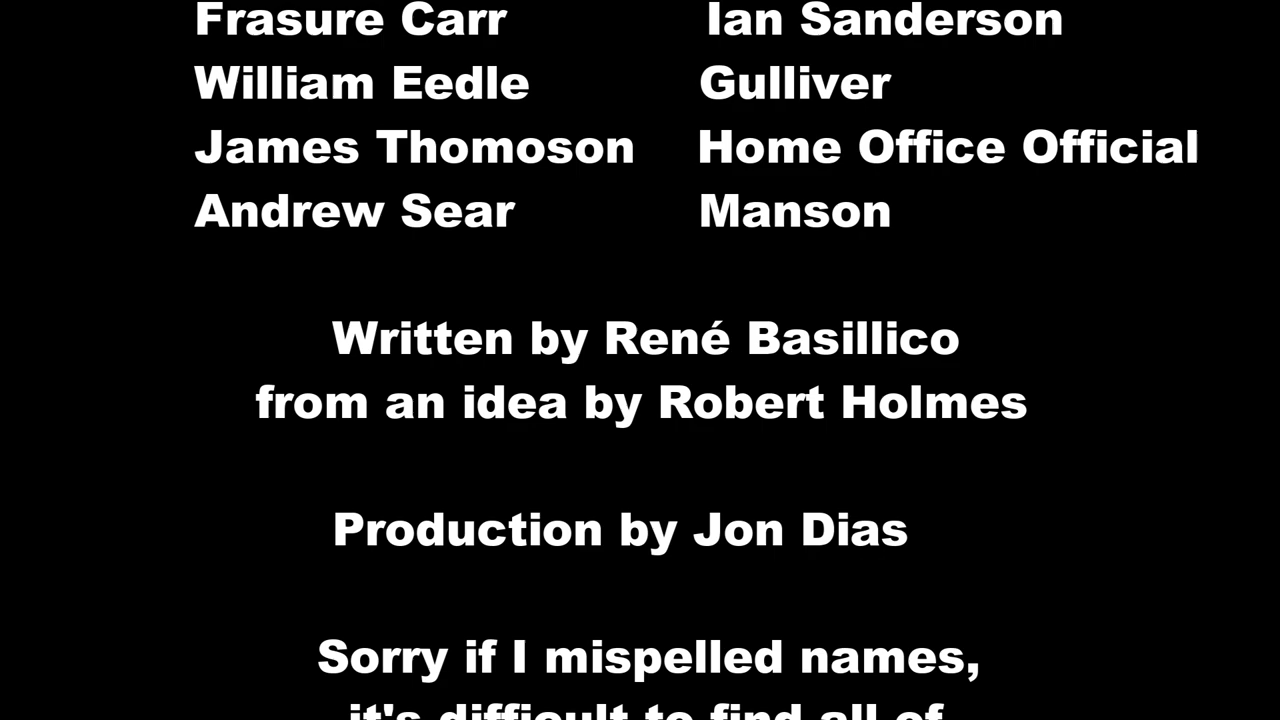 Frasure Carr Ian Sanderson
William Eedle Gulliver
James Thomoson Home Office Official
Andrew Sear Manson
Written by René Basillico
from an idea by Robert Holmes
Production by Jon Dias
Sorry if I mispelled names,
it's difficult to find all of